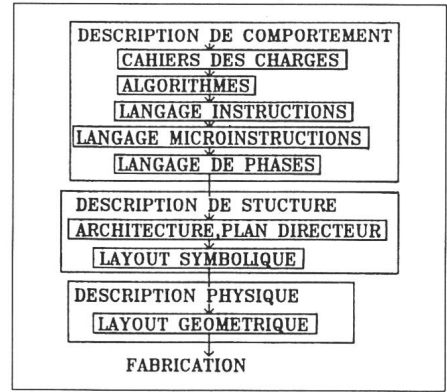 DESCRIPTION DE COMPORTEMENT
CAHIERS DES CHARGES
ALGORITHMES
LANGAGE INSTRUCTIONS
LANGAGE MICROINSTRUCTIONS
LANGAGE DE PHASES
DESCRIPTION DE STUCTURE
ARCHITECTURE,PLAN DIRECTEUR
LAYOUT SYMBOLIQUE
DESCRIPTION PHYSIQUE
LAYOUT GEOMETRIQUE
FABRICATION